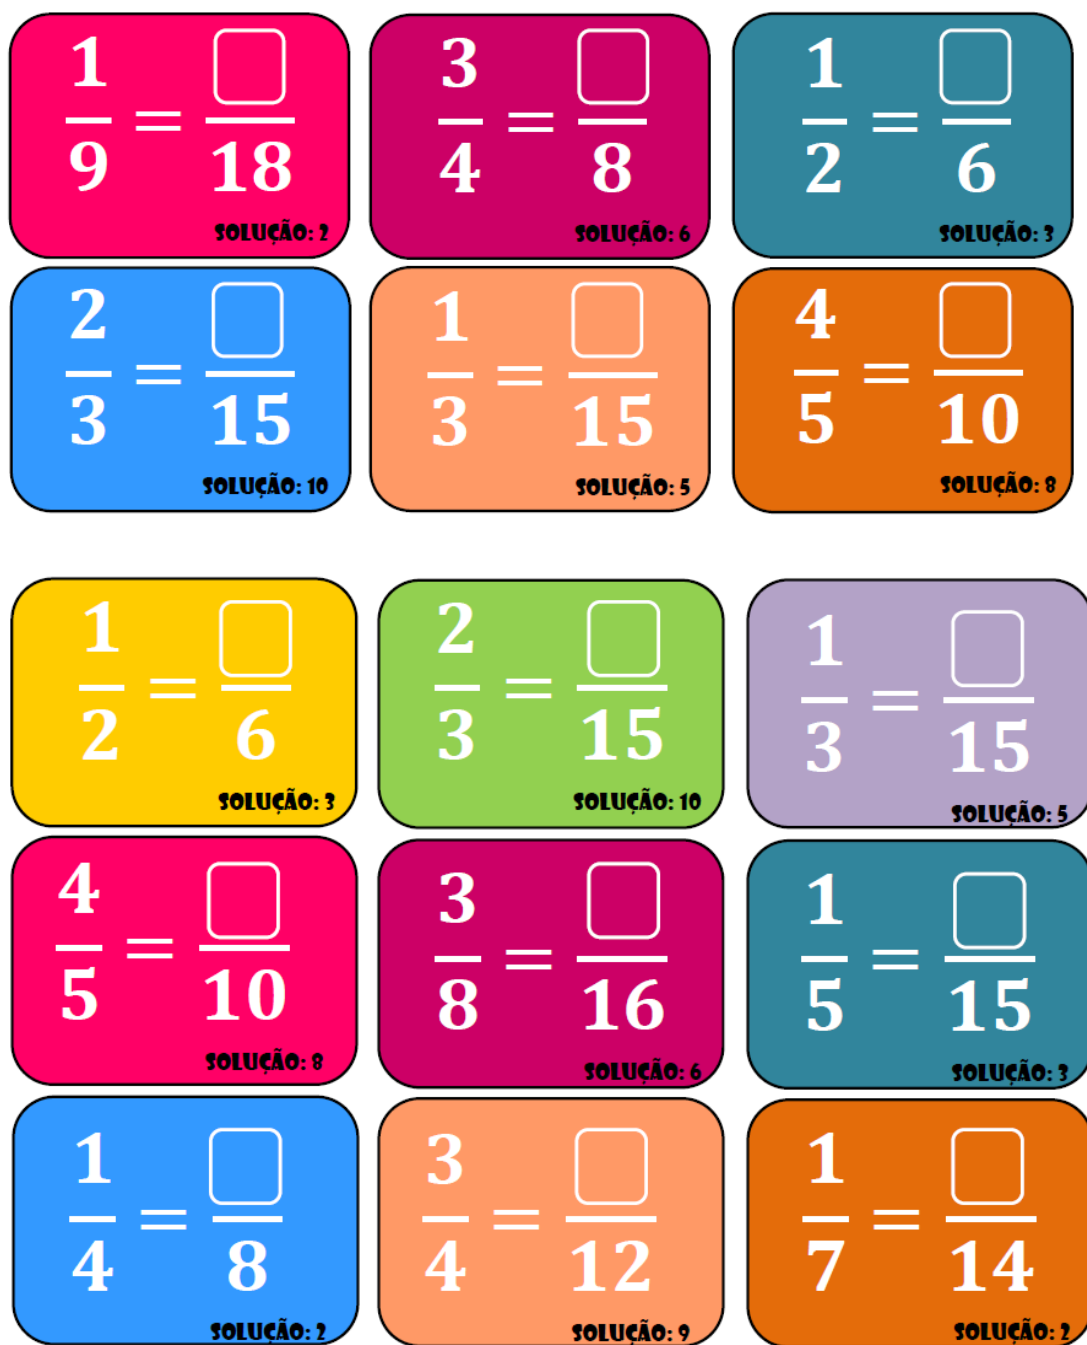 1/9 = □/18
SOLUÇÃO: 2
3/4 = □/8
SOLUÇÃO: 6
1/2 = □/6
SOLUÇÃO: 3
2/3 = □/15
SOLUÇÃO: 10
1/3 = □/15
SOLUÇÃO: 5
4/5 = □/10
SOLUÇÃO: 8
1/2 = □/6
SOLUÇÃO: 3
2/3 = □/15
SOLUÇÃO: 10
1/3 = □/15
SOLUÇÃO: 5
4/5 = □/10
SOLUÇÃO: 8
3/8 = □/16
SOLUÇÃO: 6
1/5 = □/15
SOLUÇÃO: 3
1/4 = □/8
SOLUÇÃO: 2
3/4 = □/12
SOLUÇÃO: 9
1/7 = □/14
SOLUÇÃO: 2